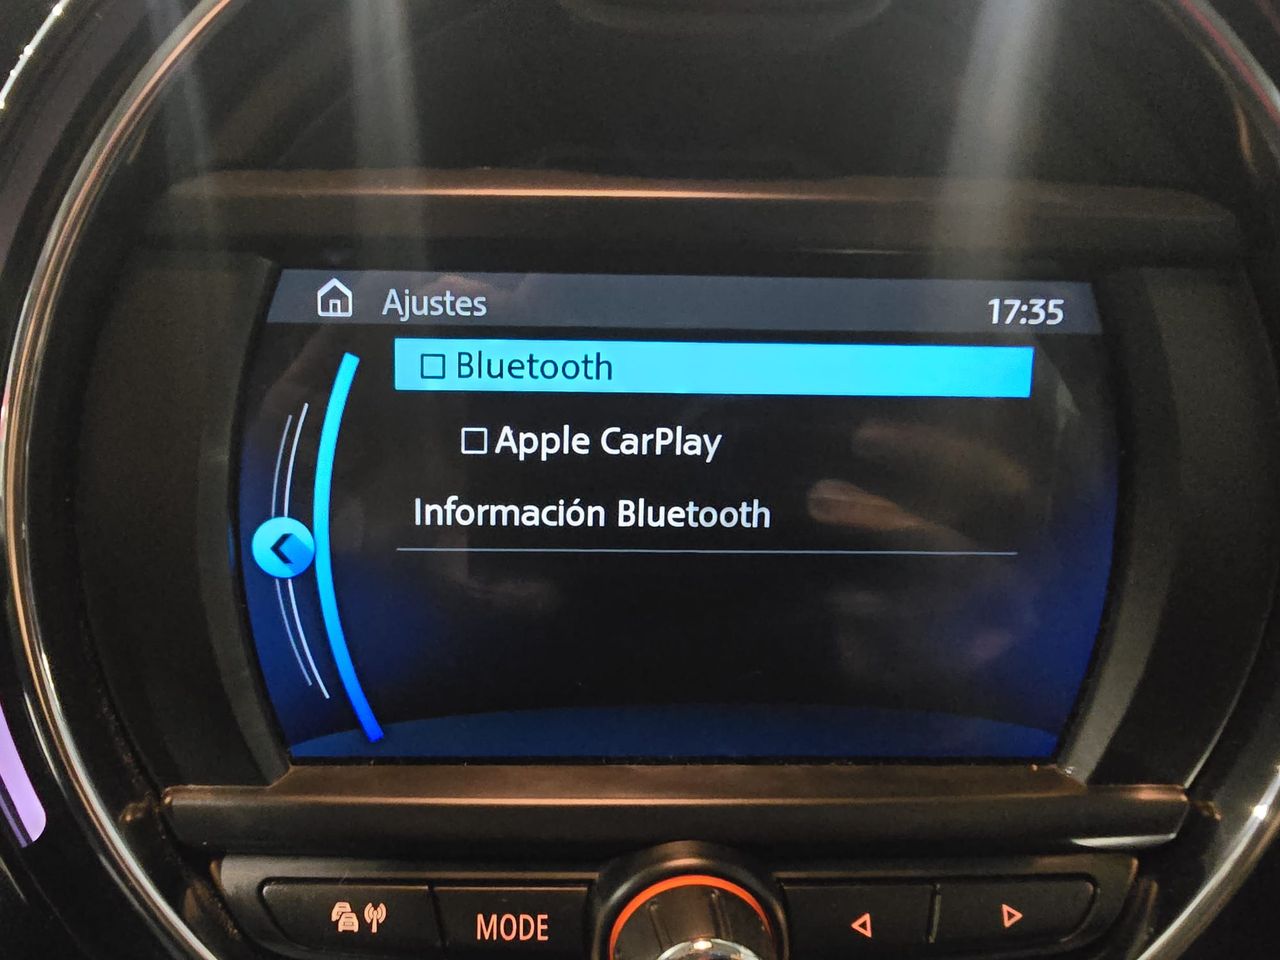 Ajustes
17:35
Bluetooth
Apple CarPlay
Información Bluetooth
MODE